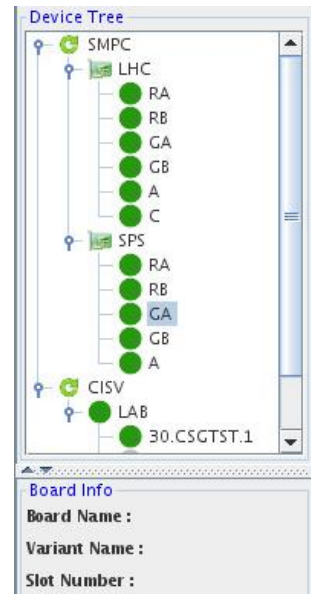 Device Tree
SMPC
LHC
RA
RB
GA
GB
A
C
SPS
RA
RB
GA
GB
A
CISV
LAB
30.CSGTST.1
Board Info
Board Name :
Variant Name :
Slot Number :